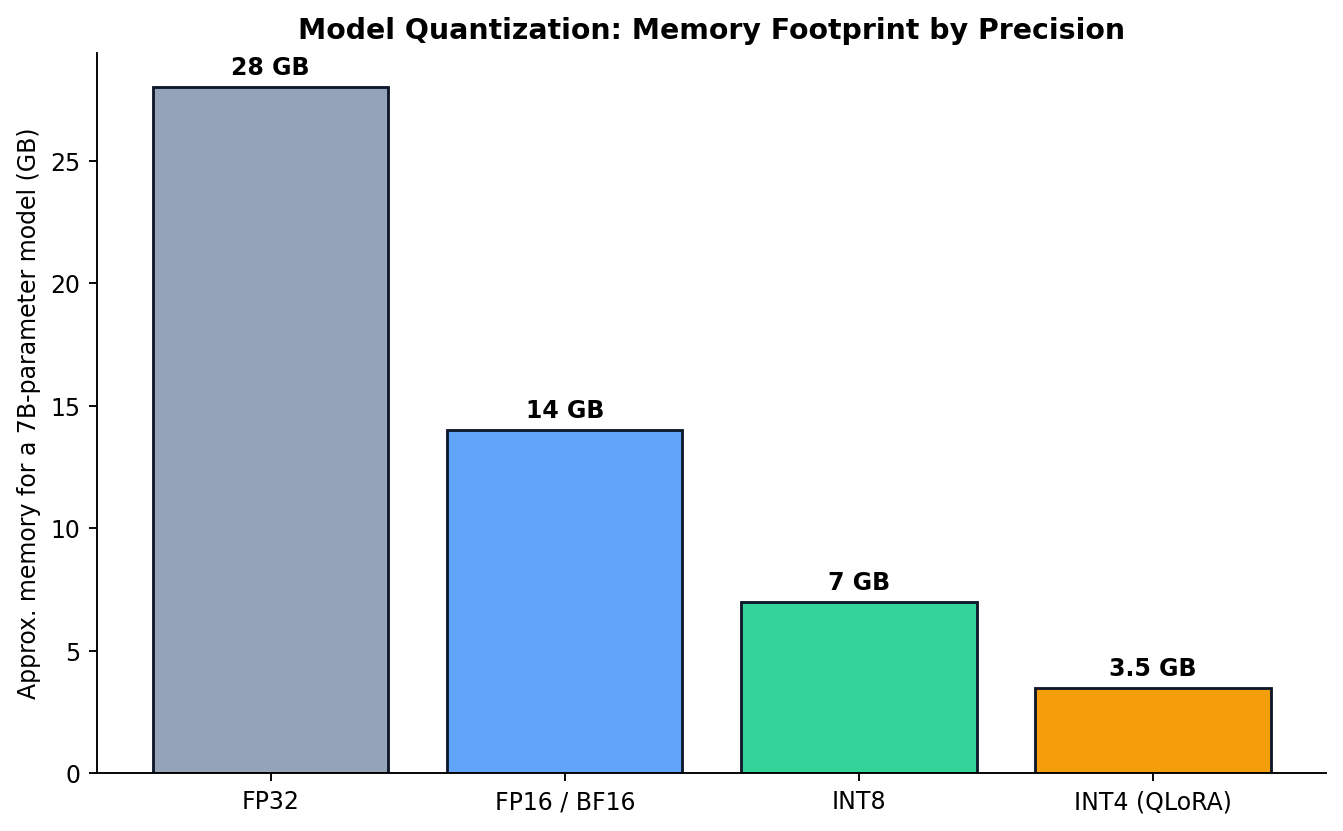 Model Quantization: Memory Footprint by Precision
28 GB
14 GB
7 GB
3.5 GB
Approx. memory for a 7B-parameter model (GB)
25
20
15
10
5
0
FP32
FP16 / BF16
INT8
INT4 (QLoRA)